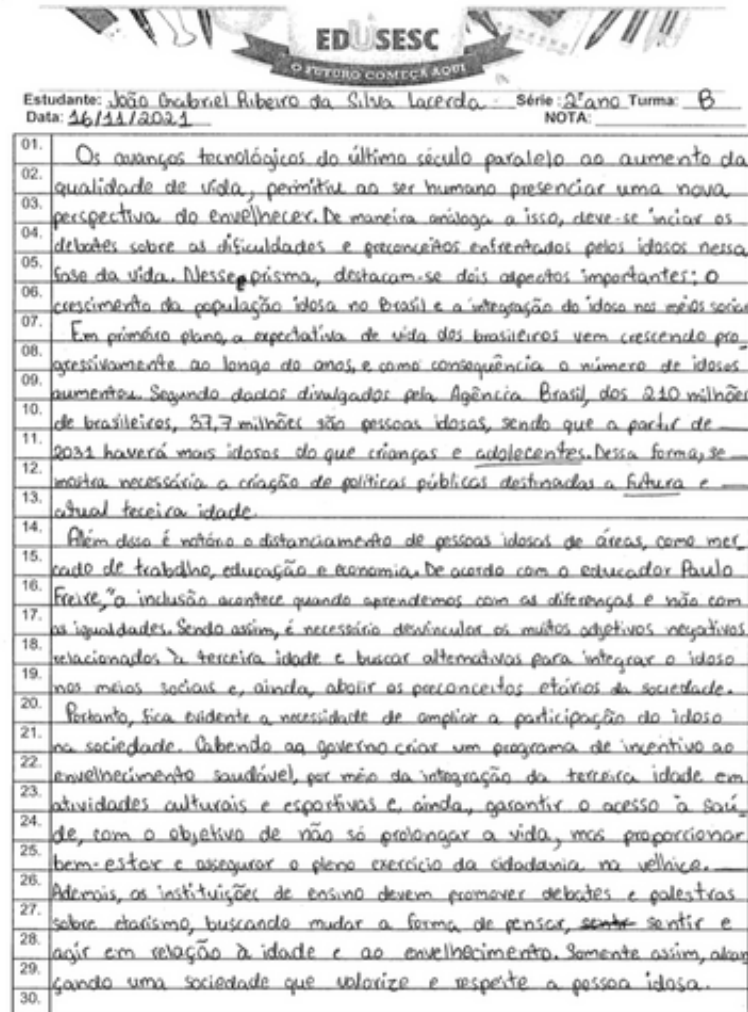 EDUSESC
O FUTURO COMEÇA AQUI
Estudante: João Gabriel Ribeiro da Silva Lacerda Série: 2º ano Turma: B
Data: 16/11/2021 NOTA:
01. Os avanços tecnológicos do último século paralelo ao aumento da
02. qualidade de vida, permitiu ao ser humano presenciar uma nova
03. perspectiva do envelhecer. De maneira análoga a isso, deve-se inciar os
04. debates sobre as dificuldades e preconceitos enfrentados pelos idosos nessa
05. fase da vida. Nesse prisma, destacam-se dois aspectos importantes: o
06. crescimento da população idosa no Brasil e a integração do idoso nos meios sociai
07. Em primeiro plano, a expectativa de vida dos brasileiros vem crescendo pro_
08. gressivamente ao longo do anos, e como consequência o número de idosos
09. aumentou. Segundo dados divulgados pela Agência Brasil, dos 210 milhões
10. de brasileiros, 37,7 milhões são pessoas idosas, sendo que a partir de
11. 2031 haverá mais idosos do que crianças e adolecentes. Dessa forma, se
12. mostra necessária a criação de políticas públicas destinadas a futura e
13. atual teceira idade.
14. Além disso é notório o distanciamento de pessoas idosas de áreas, como mer_
15. cado de trabalho, educação e economia. De acordo com o educador Paulo
16. Freire, "a inclusão acontece quando aprendemos com as diferenças e não com
17. as igualdades. Sendo assim, é necessário desvincular os muitos adjetivos negativos
18. relacionados à terceira idade e buscar alternativas para integrar o idoso
19. nos meios sociais e, ainda, abolir os preconceitos etários da sociedade.
20. Portanto, fica evidente a necessidade de ampliar a participação do idoso
21. na sociedade. Cabendo ao governo criar um programa de incentivo ao
22. envelhecimento saudável, por meio da integração da terceira idade em
23. atividades culturais e esportivas e, ainda, garantir o acesso à saú_
24. de, com o objetivo de não só prolongar a vida, mas proporcionar
25. bem-estar e assegurar o pleno exercício da cidadania na velhice.
26. Ademais, as instituições de ensino devem promover debates e palestras
27. sobre etarismo, buscando mudar a forma de pensar, sentir e
28. agir em relação à idade e ao envelhecimento. Somente assim, alcan
29. çando uma sociedade que valorize e respeite a pessoa idosa.
30.